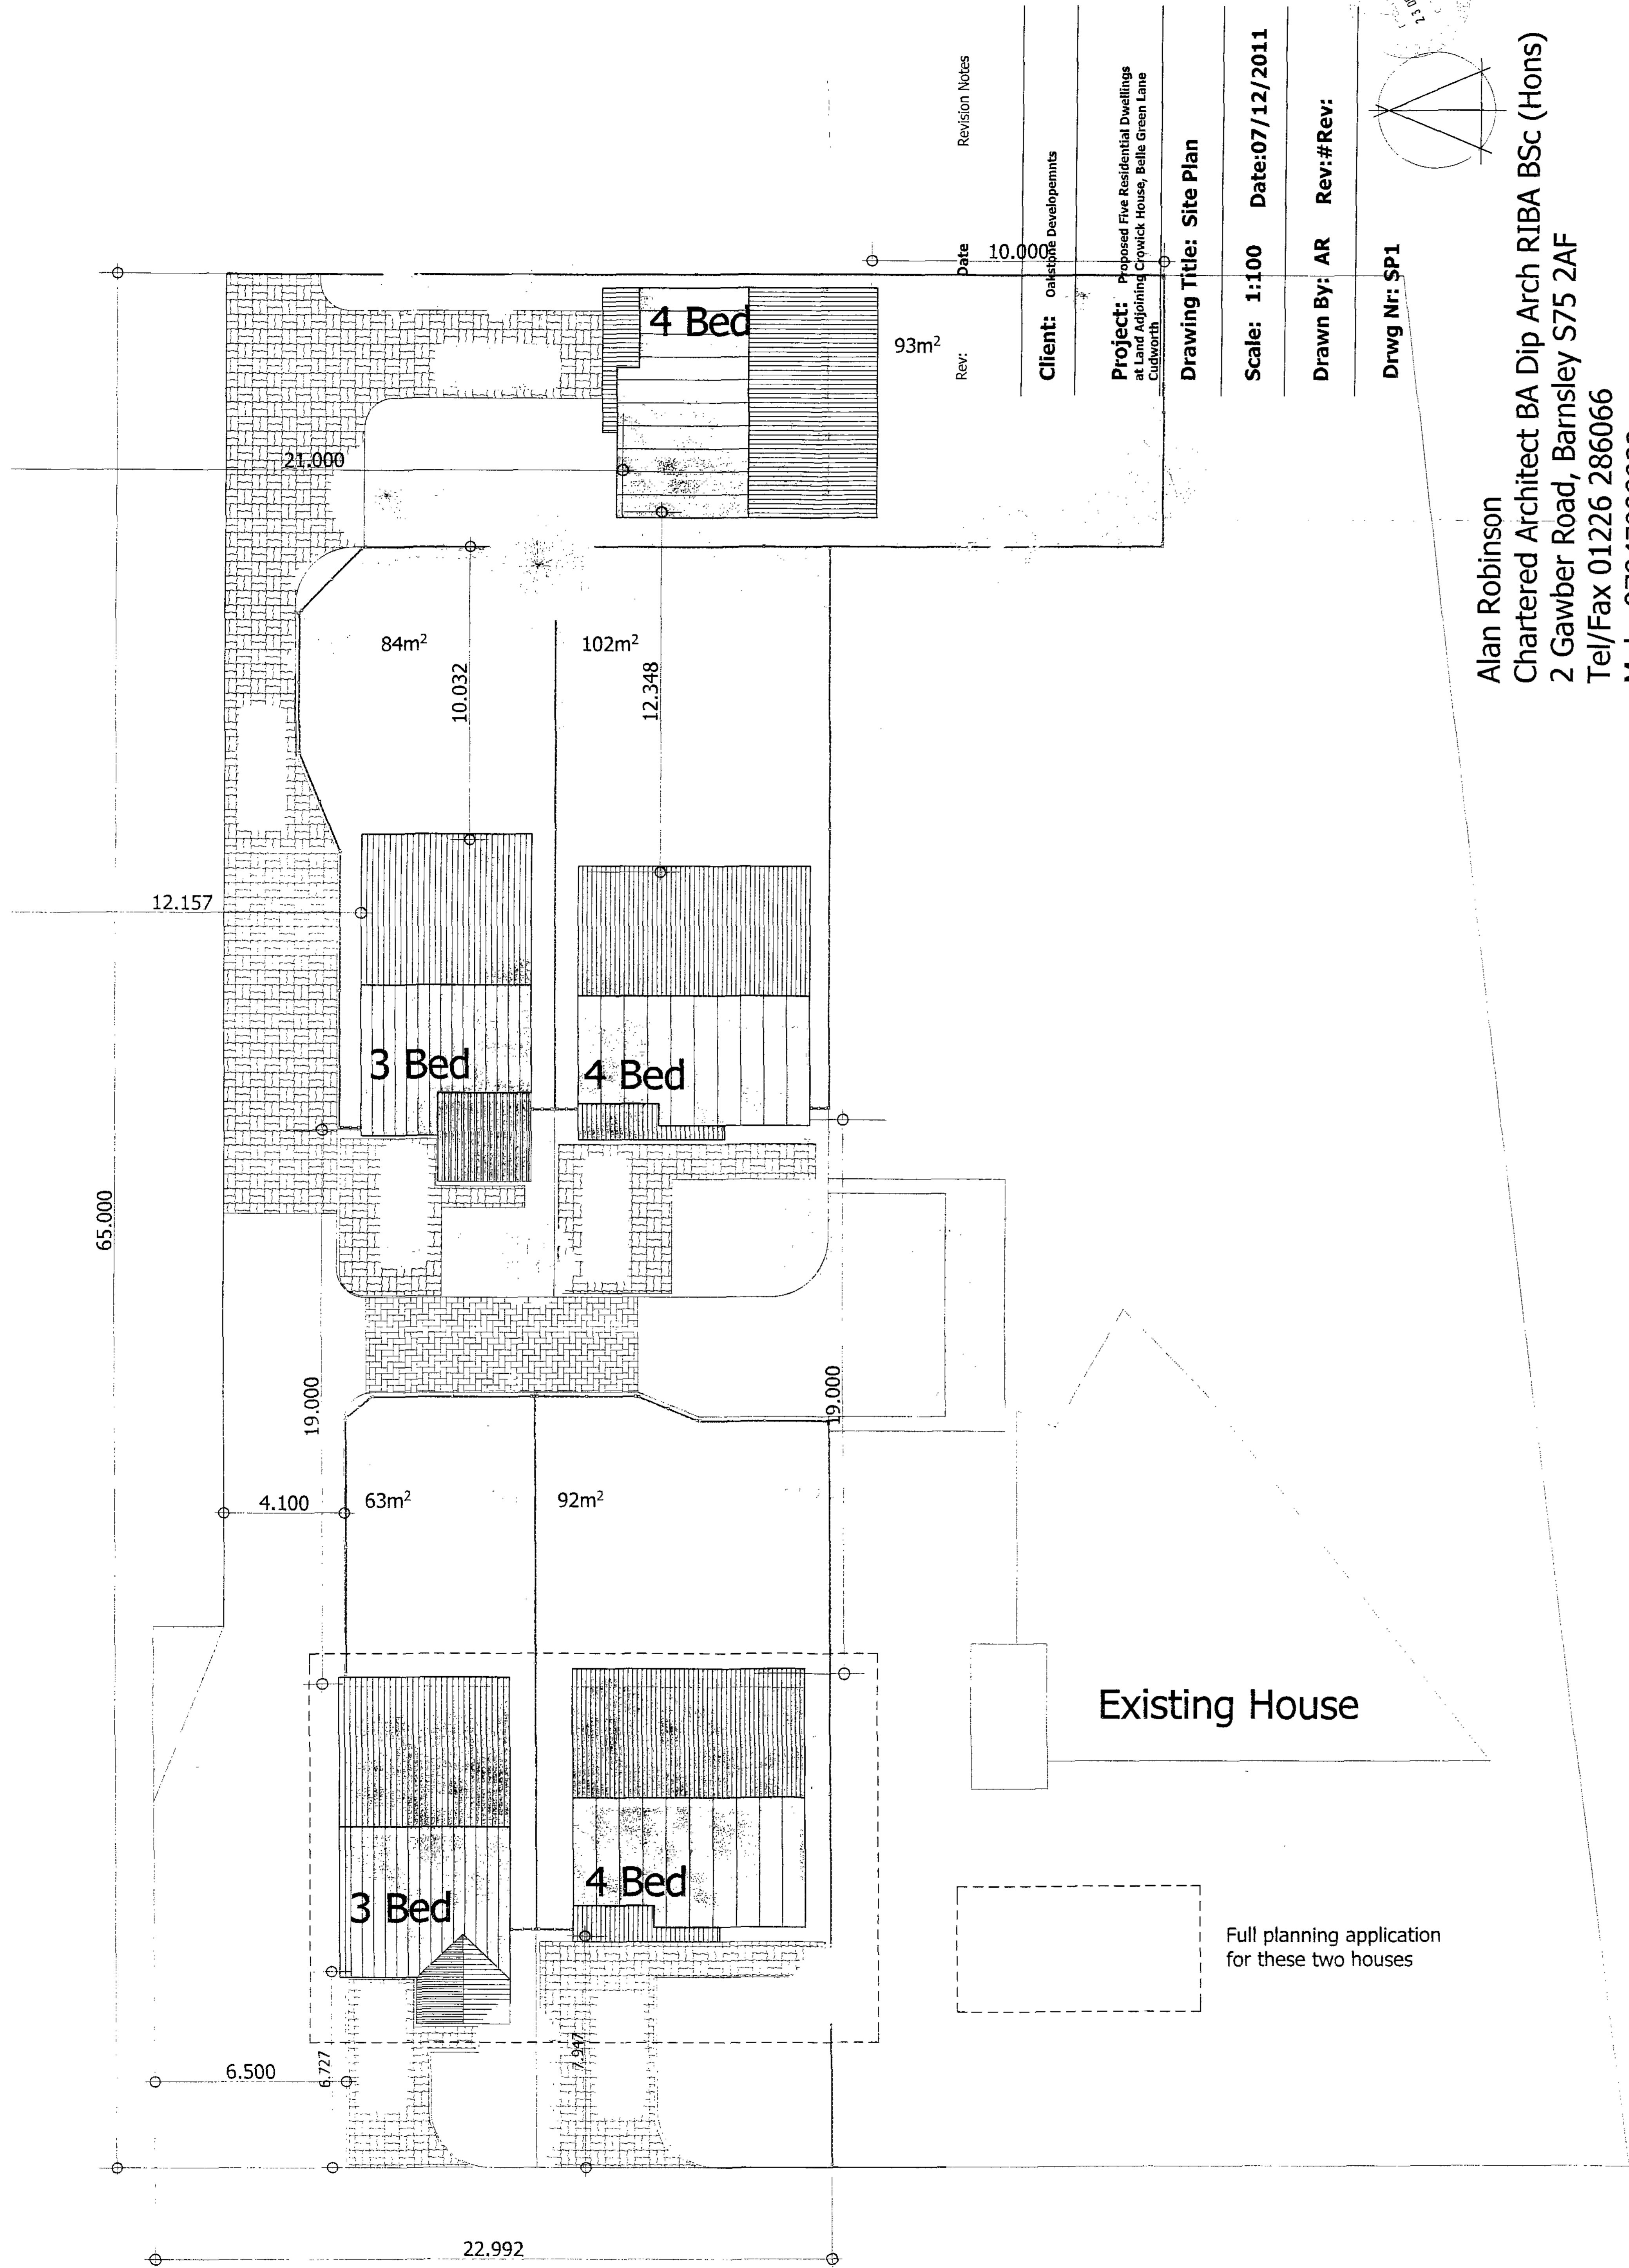 Revision Notes
Date
Rev:
Client: Oakstone Developemnts
Project: Proposed Five Residential Dwellings
at Land Adjoining Crowick House, Belle Green Lane
Cudworth
Drawing Title: Site Plan
Scale: 1:100 Date:07/12/2011
Drawn By: AR Rev:#Rev:
Drwg Nr: SP1
Alan Robinson
Chartered Architect BA Dip Arch RIBA BSc (Hons)
2 Gawber Road, Barnsley S75 2AF
Tel/Fax 01226 2286066
10.000
4 Bed
93m²
21.000
84m²
102m²
10.032
12.348
12.157
3 Bed
4 Bed
65.000
19.000
19.000
4.100
63m²
92m²
Existing House
3 Bed
4 Bed
Full planning application
for these two houses
6.500
6.727
7.947
22.992